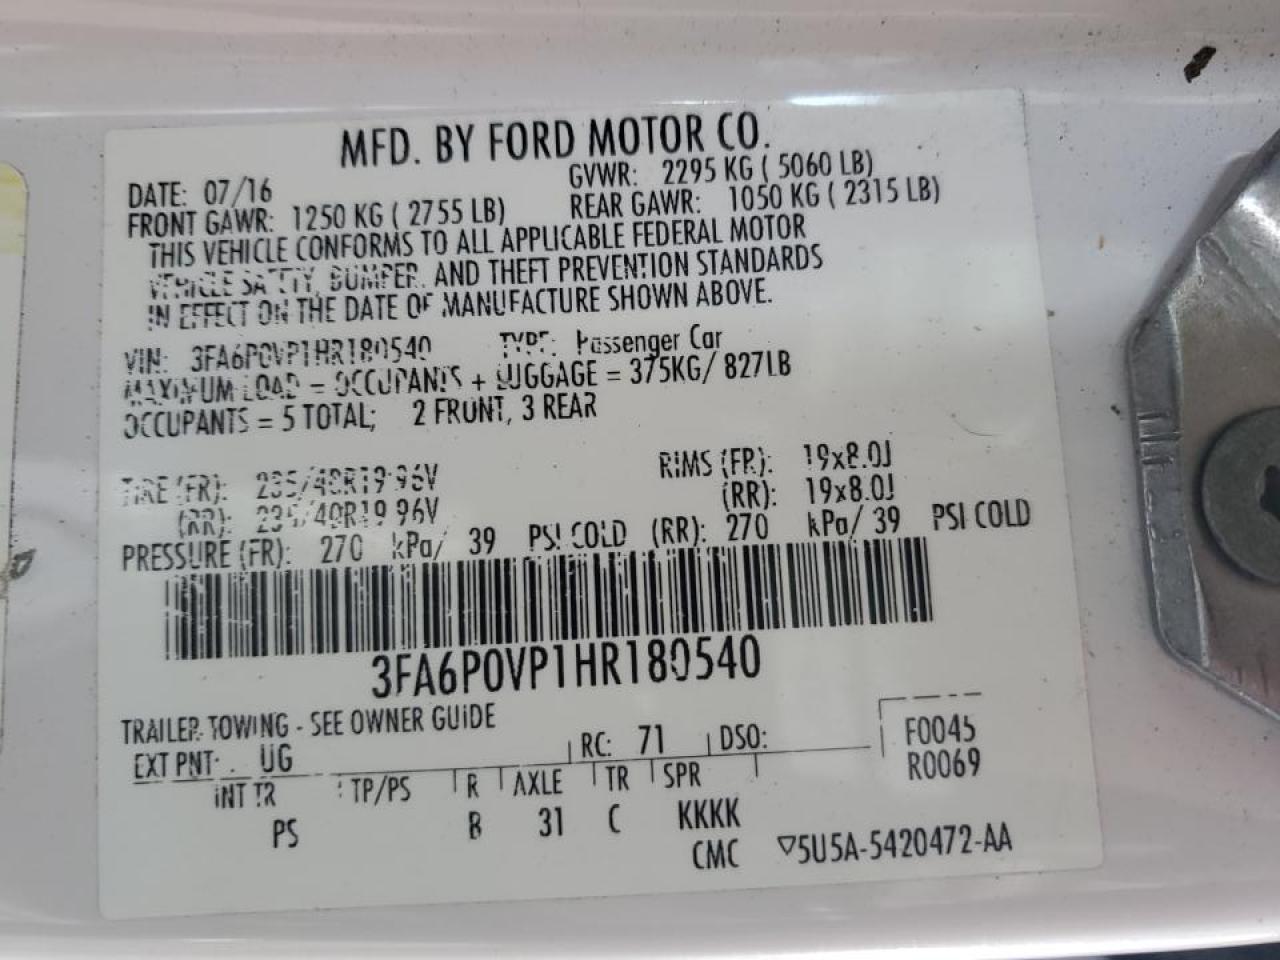 MFD. BY FORD MOTOR CO.
DATE: 07/16
GVWR: 2295 KG ( 5060 LB)
FRONT GAWR: 1250 KG ( 2755 LB)
REAR GAWR: 1050 KG ( 2315 LB)
THIS VEHICLE CONFORMS TO ALL APPLICABLE FEDERAL MOTOR
VEHICLE SAFETY, BUMPER, AND THEFT PREVENTION STANDARDS
IN EFFECT ON THE DATE OF MANUFACTURE SHOWN ABOVE.
VIN: 3FA6P0VP1HR180540 TYPE: Passenger Car
MAXIMUM LOAD = OCCUPANTS + LUGGAGE = 375KG/ 827LB
OCCUPANTS = 5 TOTAL; 2 FRONT, 3 REAR
TIRE (FR): 235/40R19 96V RIMS (FR): 19x8.0J
(RR): 235/40R19 96V (RR): 19x8.0J
PRESSURE (FR): 270 kPa/ 39 PSI COLD (RR): 270 kPa/ 39 PSI COLD
3FA6P0VP1HR180540
TRAILER TOWING - SEE OWNER GUIDE
EXT PNT: UG RC: 71 DSO: F0045
R0069
INT TR TP/PS R AXLE TR SPR
PS B 31 C KKKK
CMC ▽5U5A-5420472-AA